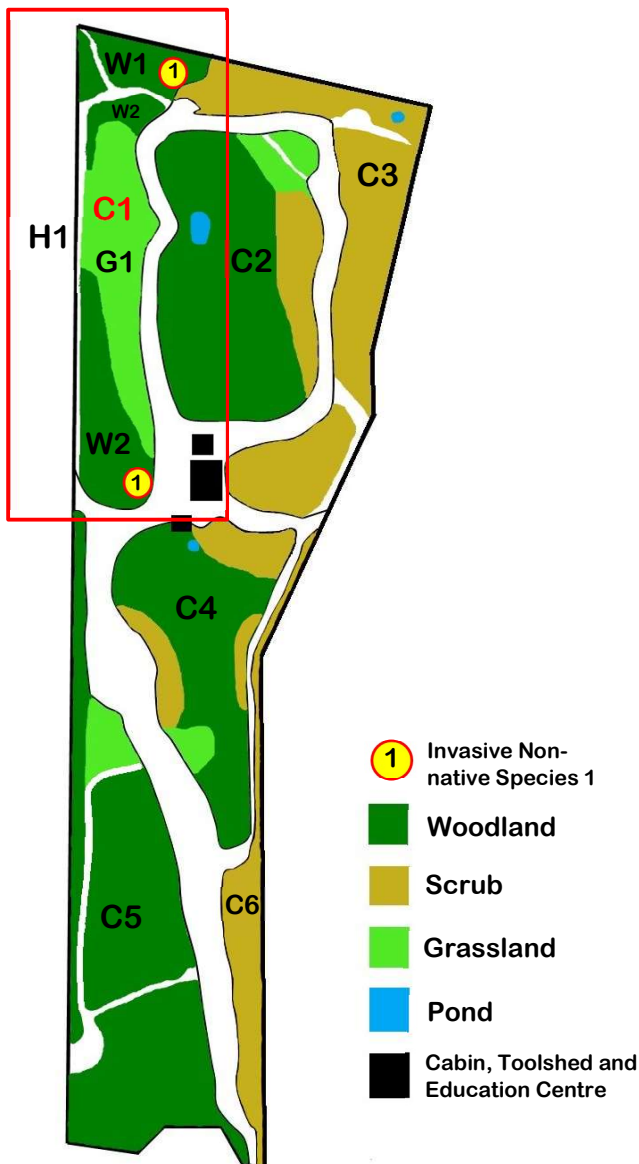 W1
1
W2
C3
C1
H1
C2
G1
W2
1
C4
1
Invasive Non-
native Species 1
Woodland
Scrub
C6
C5
Grassland
Pond
Cabin, Toolshed and
Education Centre